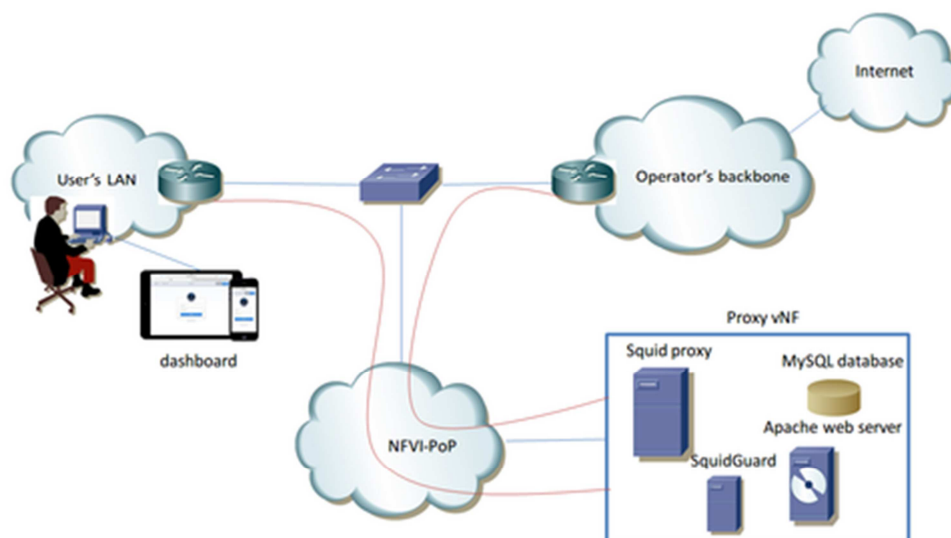 Internet
User's LAN
Operator's backbone
dashboard
Proxy vNF
Squid proxy
MySQL database
Apache web server
NFVI-PoP
SquidGuard